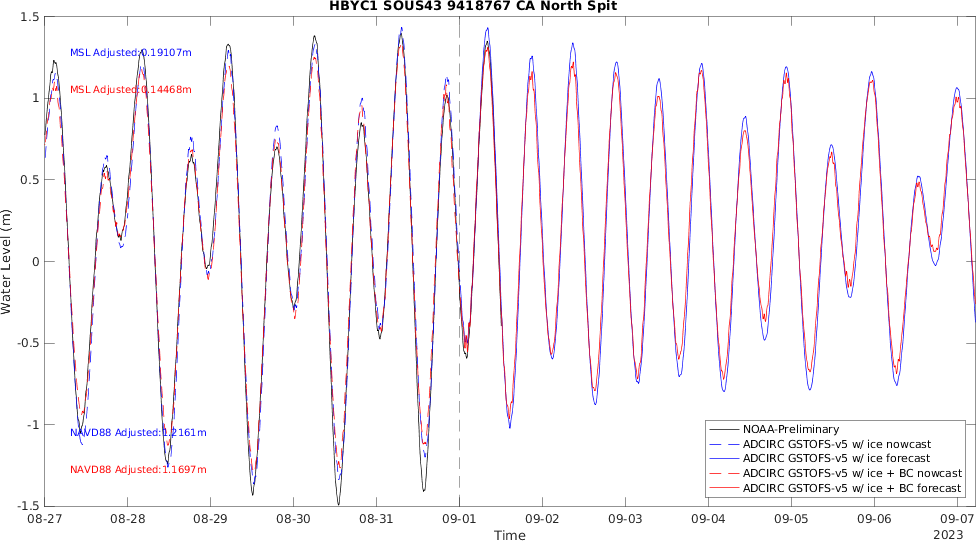 HBYC1 SOUS43 9418767 CA North Spit
1.5
1
0.5
0
-0.5
-1
-1.5
Water Level (m)
MSL Adjusted:0.19107m
MSL Adjusted:0.14468m
NAVD88 Adjusted:1.2161m
NAVD88 Adjusted:1.1697m
NOAA-Preliminary
ADCIRC GSTOFS-v5 w/ ice nowcast
ADCIRC GSTOFS-v5 w/ ice forecast
ADCIRC GSTOFS-v5 w/ ice + BC nowcast
ADCIRC GSTOFS-v5 w/ ice + BC forecast
08-27 08-28 08-29 08-30 08-31 09-01 09-02 09-03 09-04 09-05 09-06 09-07
Time
2023